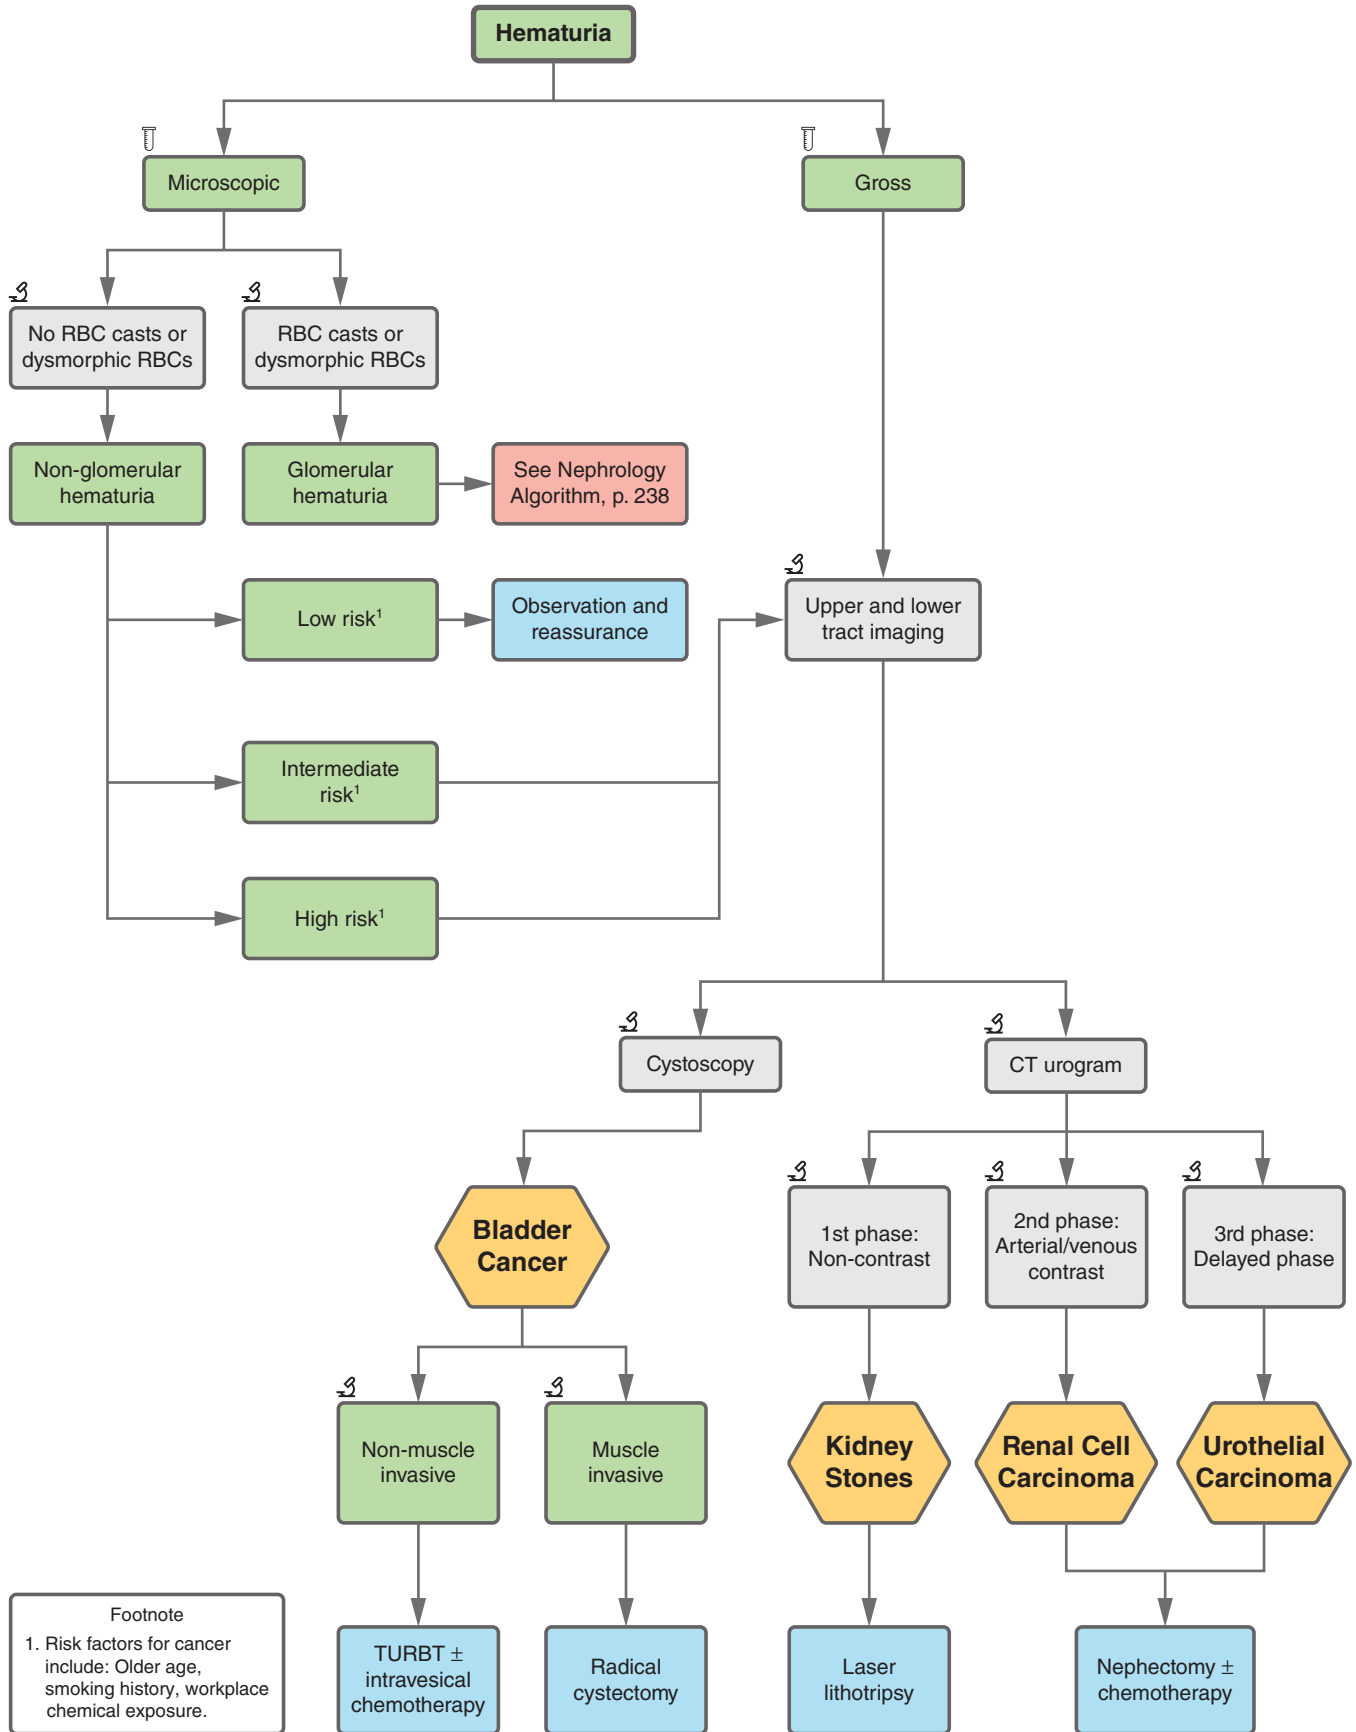 Hematuria
Microscopic
Gross
No RBC casts or
dysmorphic RBCs
RBC casts or
dysmorphic RBCs
Non-glomerular
hematuria
Glomerular
hematuria
See Nephrology
Algorithm, p. 238
Low risk¹
Observation and
reassurance
Upper and lower
tract imaging
Intermediate
risk¹
High risk¹
Cystoscopy
CT urogram
Bladder
Cancer
1st phase:
Non-contrast
2nd phase:
Arterial/venous
contrast
3rd phase:
Delayed phase
Non-muscle
invasive
Muscle
invasive
Kidney
Stones
Renal Cell
Carcinoma
Urothelial
Carcinoma
TURBT ±
intravesical
chemotherapy
Radical
cystectomy
Laser
lithotripsy
Nephectomy ±
chemotherapy
Footnote
1. Risk factors for cancer
include: Older age,
smoking history, workplace
chemical exposure.